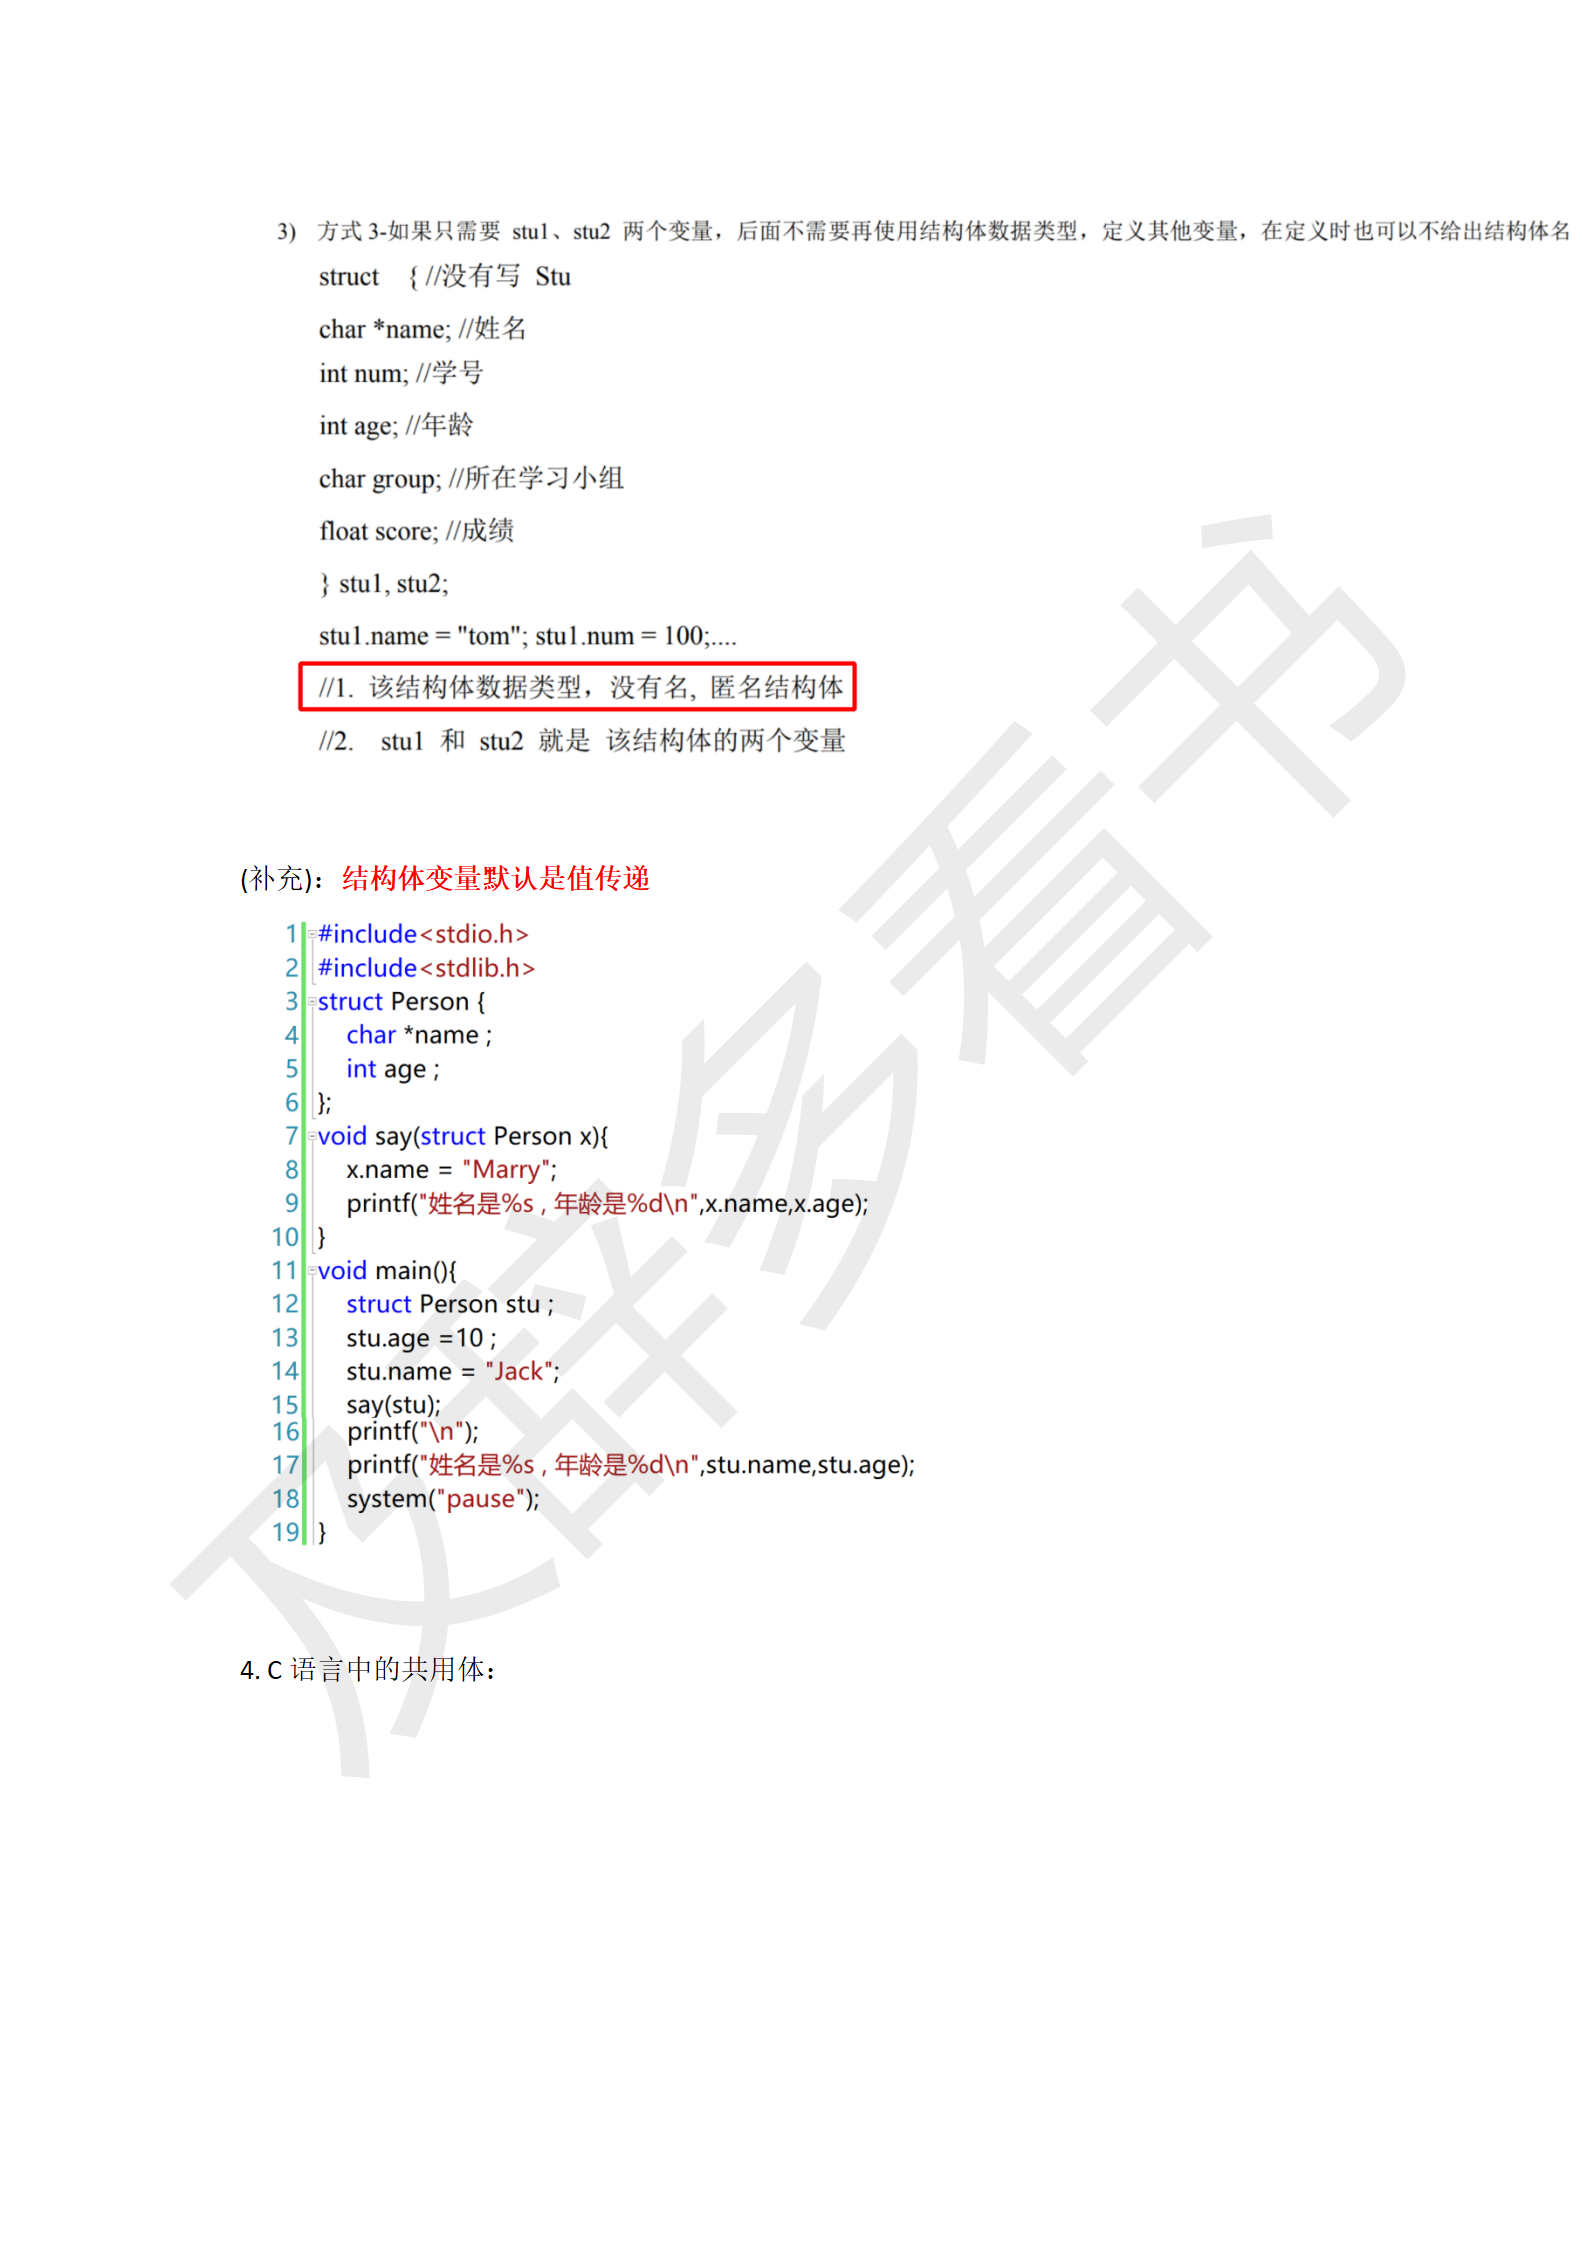 3) 方式 3-如果只需要 stu1、stu2 两个变量，后面不需要再使用结构体数据类型，定义其他变量，在定义时也可以不给出结构体名
struct { //没有写 Stu
char *name; //姓名
int num; //学号
int age; //年龄
char group; //所在学习小组
float score; //成绩
} stu1, stu2;
stu1.name = "tom"; stu1.num = 100;....
//1. 该结构体数据类型，没有名, 匿名结构体
//2. stu1 和 stu2 就是 该结构体的两个变量
(补充)：结构体变量默认是值传递
1 #include<stdio.h>
2 #include<stdlib.h>
3 struct Person {
4 char *name ;
5 int age ;
6 };
7 void say(struct Person x){
8 x.name = "Marry";
9 printf("姓名是%s , 年龄是%d\n",x.name,x.age);
10 }
11 void main(){
12 struct Person stu ;
13 stu.age =10 ;
14 stu.name = "Jack";
15 say(stu);
16 printf("\n");
17 printf("姓名是%s , 年龄是%d\n",stu.name,stu.age);
18 system("pause");
19 }
4. C 语言中的共用体：
及辞多看书